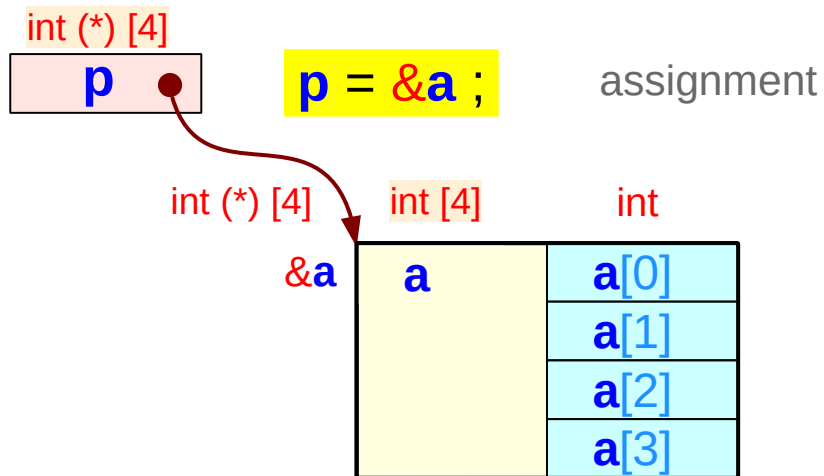 int (*) [4]
p
p = &a ;
assignment
int (*) [4] int [4] int
&a a a[0]
a[1]
a[2]
a[3]